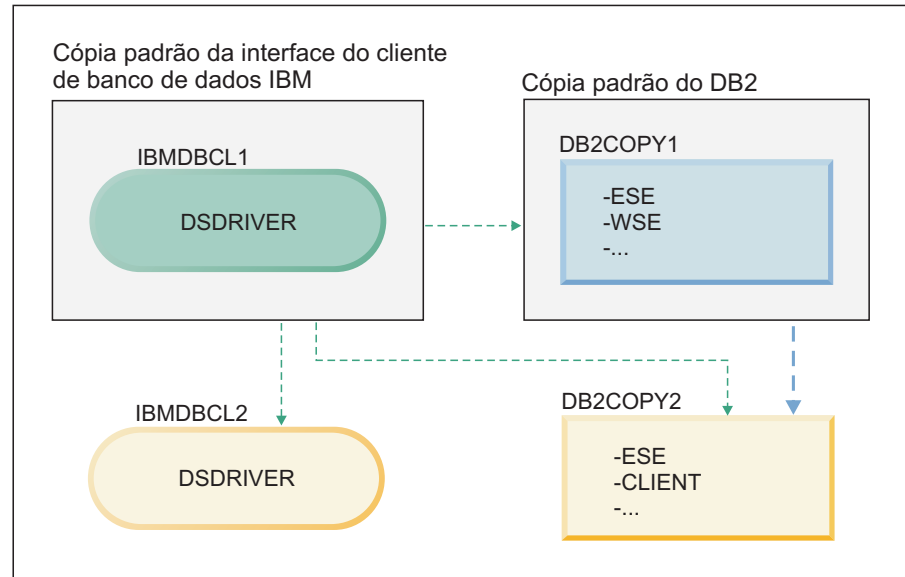 Cópia padrão da interface do cliente
de banco de dados IBM
IBMDBCL1
DSDRIVER
Cópia padrão do DB2
DB2COPY1
-ESE
-WSE
-...
IBMDBCL2
DSDRIVER
DB2COPY2
-ESE
-CLIENT
-...